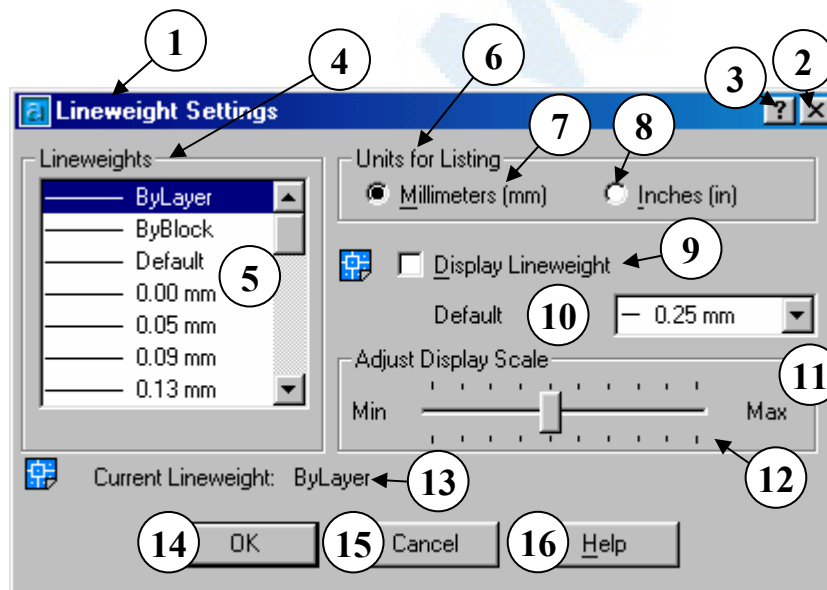 1
4
6
3
2
a Lineweight Settings ? ×
7
8
Lineweights
Units for Listing
ByLayer
Millimeters (mm)
Inches (in)
ByBlock
Default
5
0.00 mm
0.05 mm
0.09 mm
0.13 mm
Display Lineweight
9
Default
10
0.25 mm
Adjust Display Scale
11
Min
Max
12
Current Lineweight: ByLayer
13
14
OK
15
Cancel
16
Help